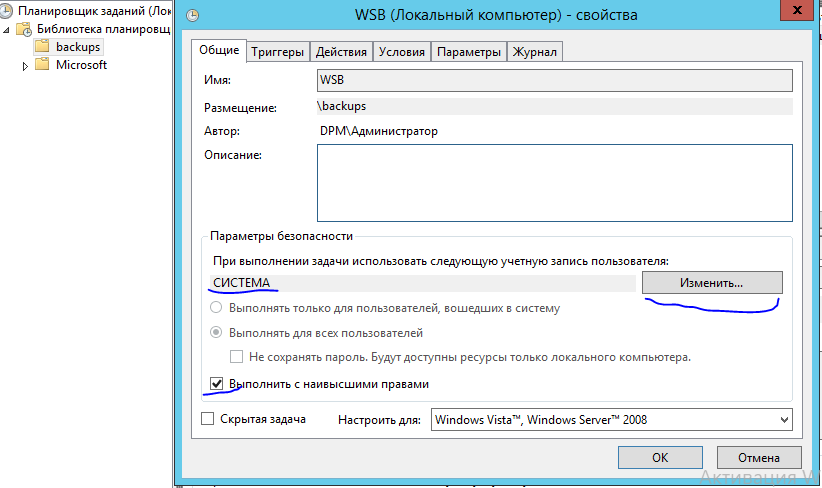 Планировщик заданий (Лок
Библиотека планировщ
backups
Microsoft
WSB (Локальный компьютер) - свойства
x
Общие Триггеры Действия Условия Параметры Журнал
Имя: WSB
Размещение: \backups
Автор: DPM\Администратор
Описание:
Параметры безопасности
При выполнении задачи использовать следующую учетную запись пользователя:
СИСТЕМА Изменить...
Выполнять только для пользователей, вошедших в систему
Выполнять для всех пользователей
Не сохранять пароль. Будут доступны ресурсы только локального компьютера.
Выполнить с наивысшими правами
Скрытая задача Настроить для: Windows Vista™, Windows Server™ 2008
OK Отмена
Активация W